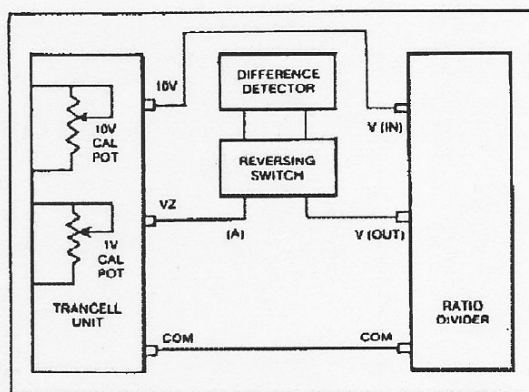 10V
DIFFERENCE
DETECTOR
10V
CAL
POT
V (IN)
REVERSING
SWITCH
VZ
(A)
V (OUT)
1V
CAL
POT
TRANCELL
UNIT
RATIO
DIVIDER
COM
COM